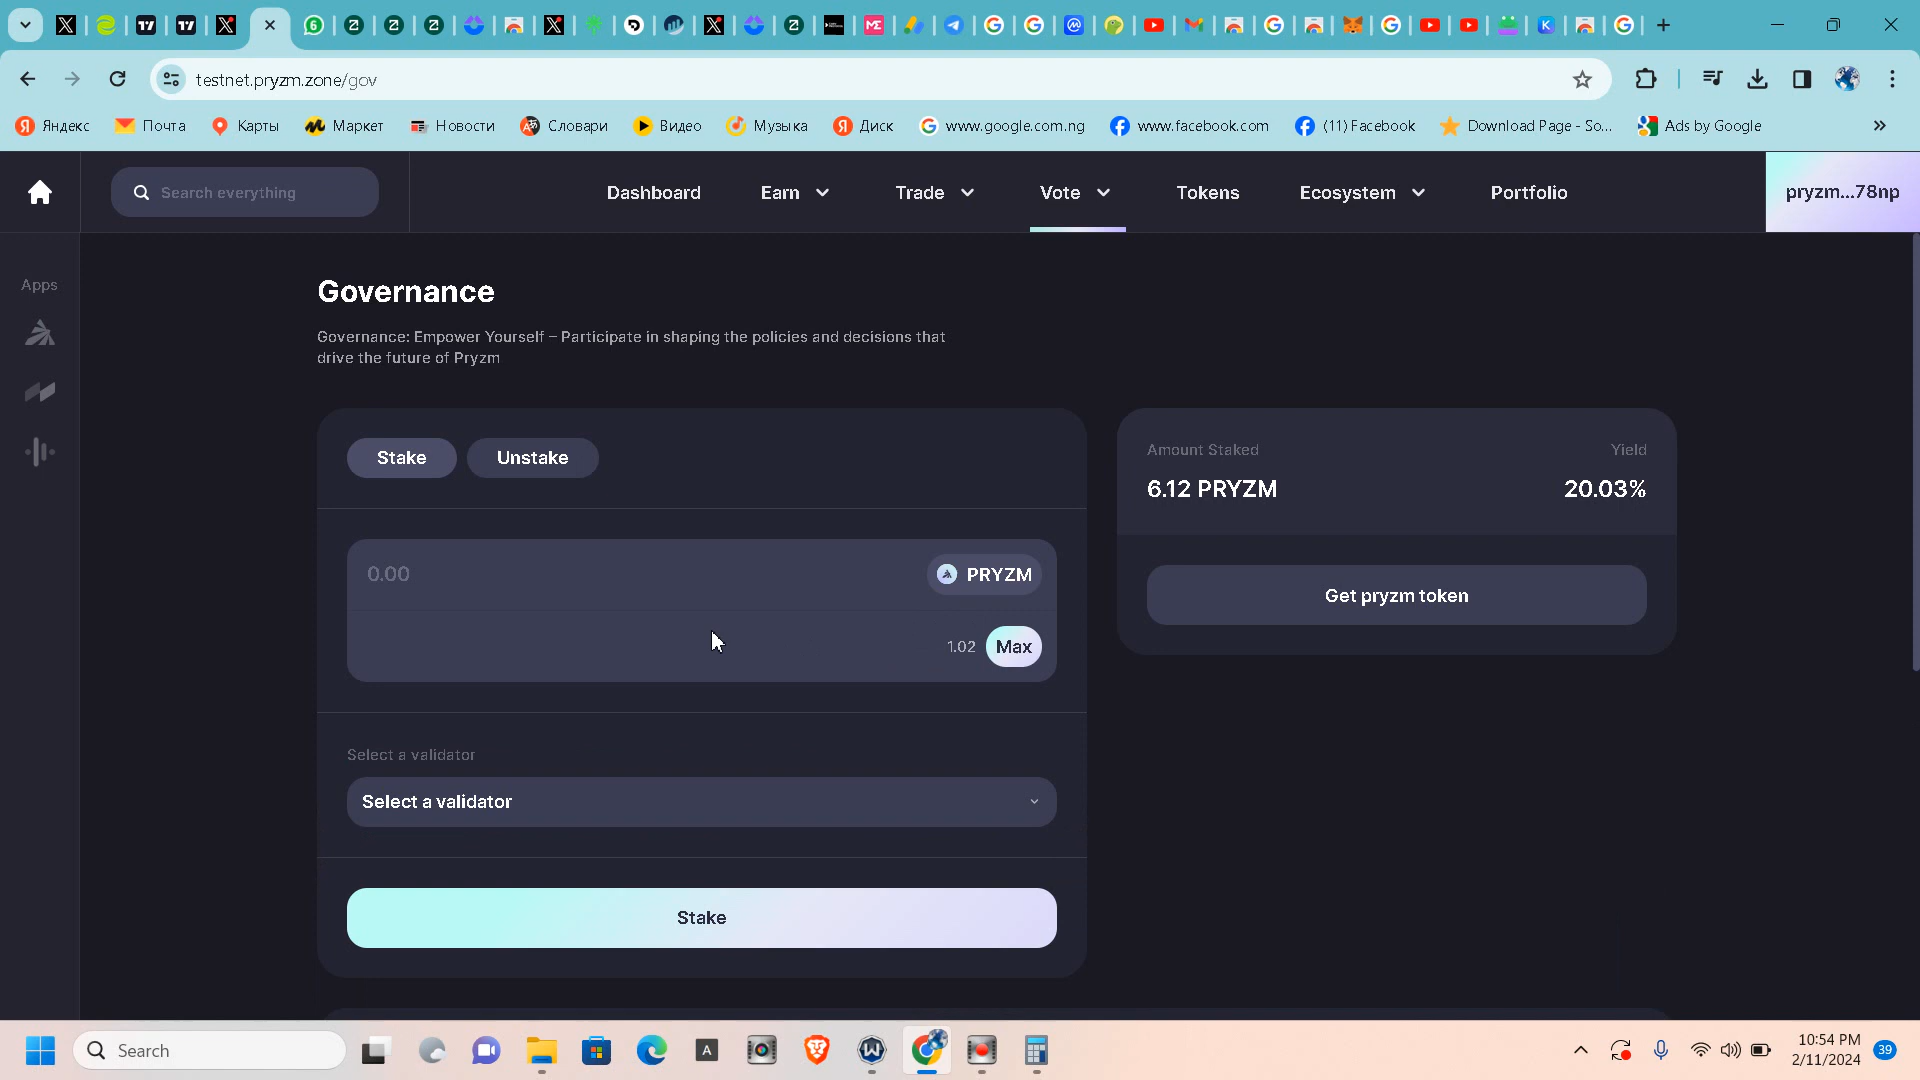 testnet.pryzm.zone/gov
Яндекс
Почта
Карты
Маркет
Новости
Словари
Видео
Музыка
Диск
www.google.com.ng
www.facebook.com
(11) Facebook
Download Page - So...
Ads by Google
Search everything
Dashboard
Earn
Trade
Vote
Tokens
Ecosystem
Portfolio
pryzm...78np
Apps
Governance
Governance: Empower Yourself – Participate in shaping the policies and decisions that
drive the future of Pryzm
Stake
Unstake
Amount Staked
Yield
6.12 PRYZM
20.03%
0.00
PRYZM
Get pryzm token
1.02
Max
Select a validator
Select a validator
Stake
Search
10:54 PM
2/11/2024
39